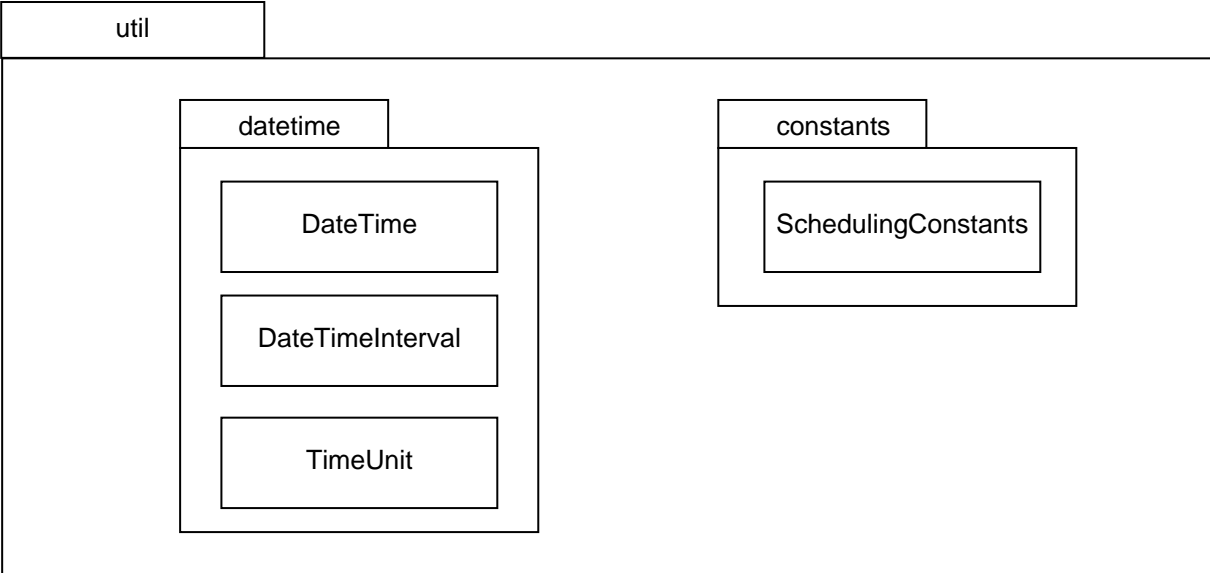 util
datetime
constants
DateTime
SchedulingConstants
DateTimeInterval
TimeUnit